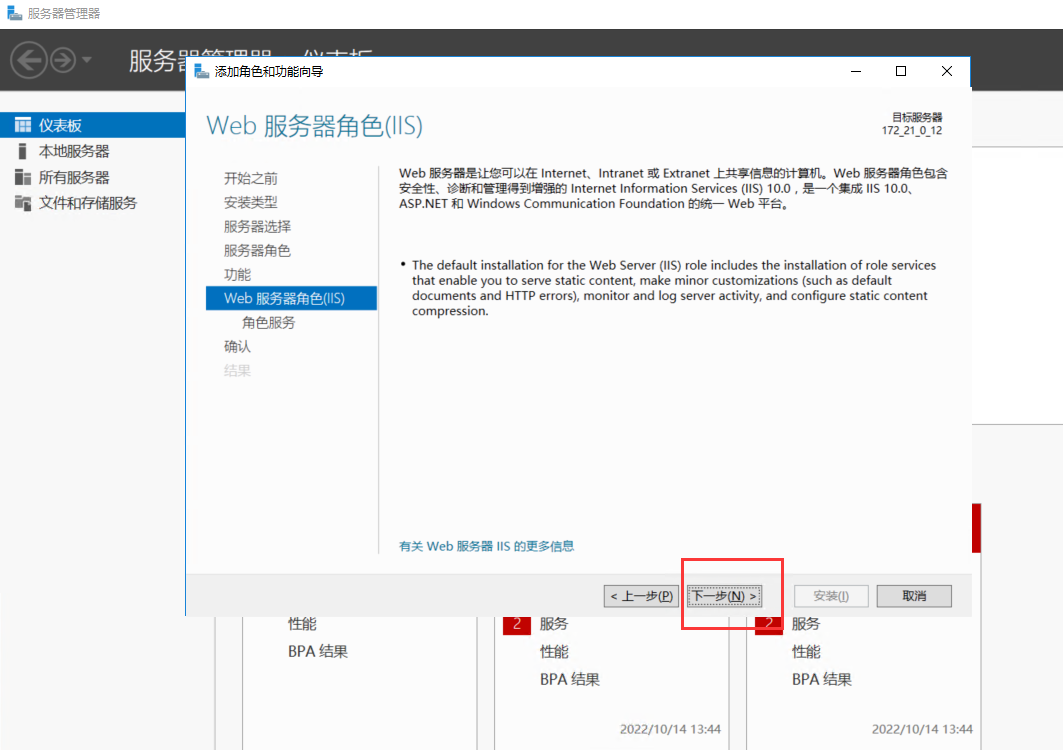 服务器管理器
服务器管理器 仪表板
添加角色和功能向导
仪表板
本地服务器
所有服务器
文件和存储服务
Web 服务器角色(IIS)
目标服务器
172_21_0_12
开始之前
安装类型
服务器选择
服务器角色
功能
Web 服务器角色(IIS)
角色服务
确认
结果
Web 服务器是让您可以在 Internet、Intranet 或 Extranet 上共享信息的计算机。Web 服务器角色包含
安全性、诊断和管理得到增强的 Internet Information Services (IIS) 10.0，是一个集成 IIS 10.0、
ASP.NET 和 Windows Communication Foundation 的统一 Web 平台。
• The default installation for the Web Server (IIS) role includes the installation of role services
that enable you to serve static content, make minor customizations (such as default
documents and HTTP errors), monitor and log server activity, and configure static content
compression.
有关 Web 服务器 IIS 的更多信息
< 上一步(P) 下一步(N) > 安装(I) 取消
2 服务 2 服务
性能 性能 性能
BPA 结果 BPA 结果 BPA 结果
2022/10/14 13:44 2022/10/14 13:44